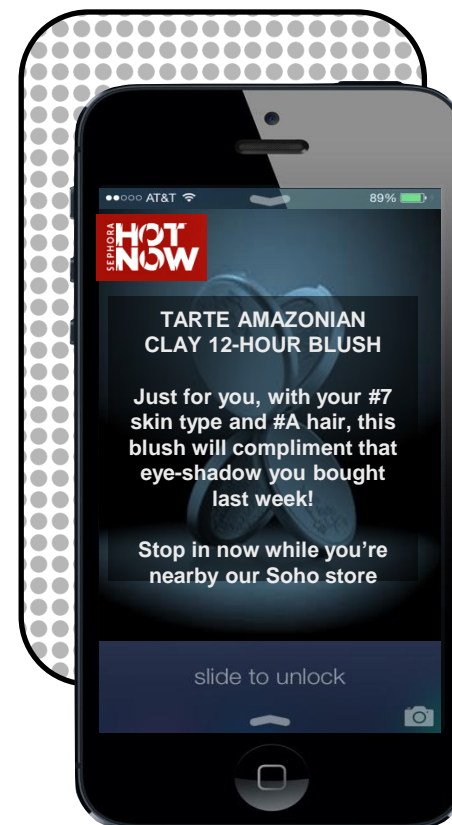 AT&T
89%
SEPHORA
HOT
NOW
TARTE AMAZONIAN
CLAY 12-HOUR BLUSH
Just for you, with your #7
skin type and #A hair, this
blush will compliment that
eye-shadow you bought
last week!
Stop in now while you're
nearby our Soho store
slide to unlock